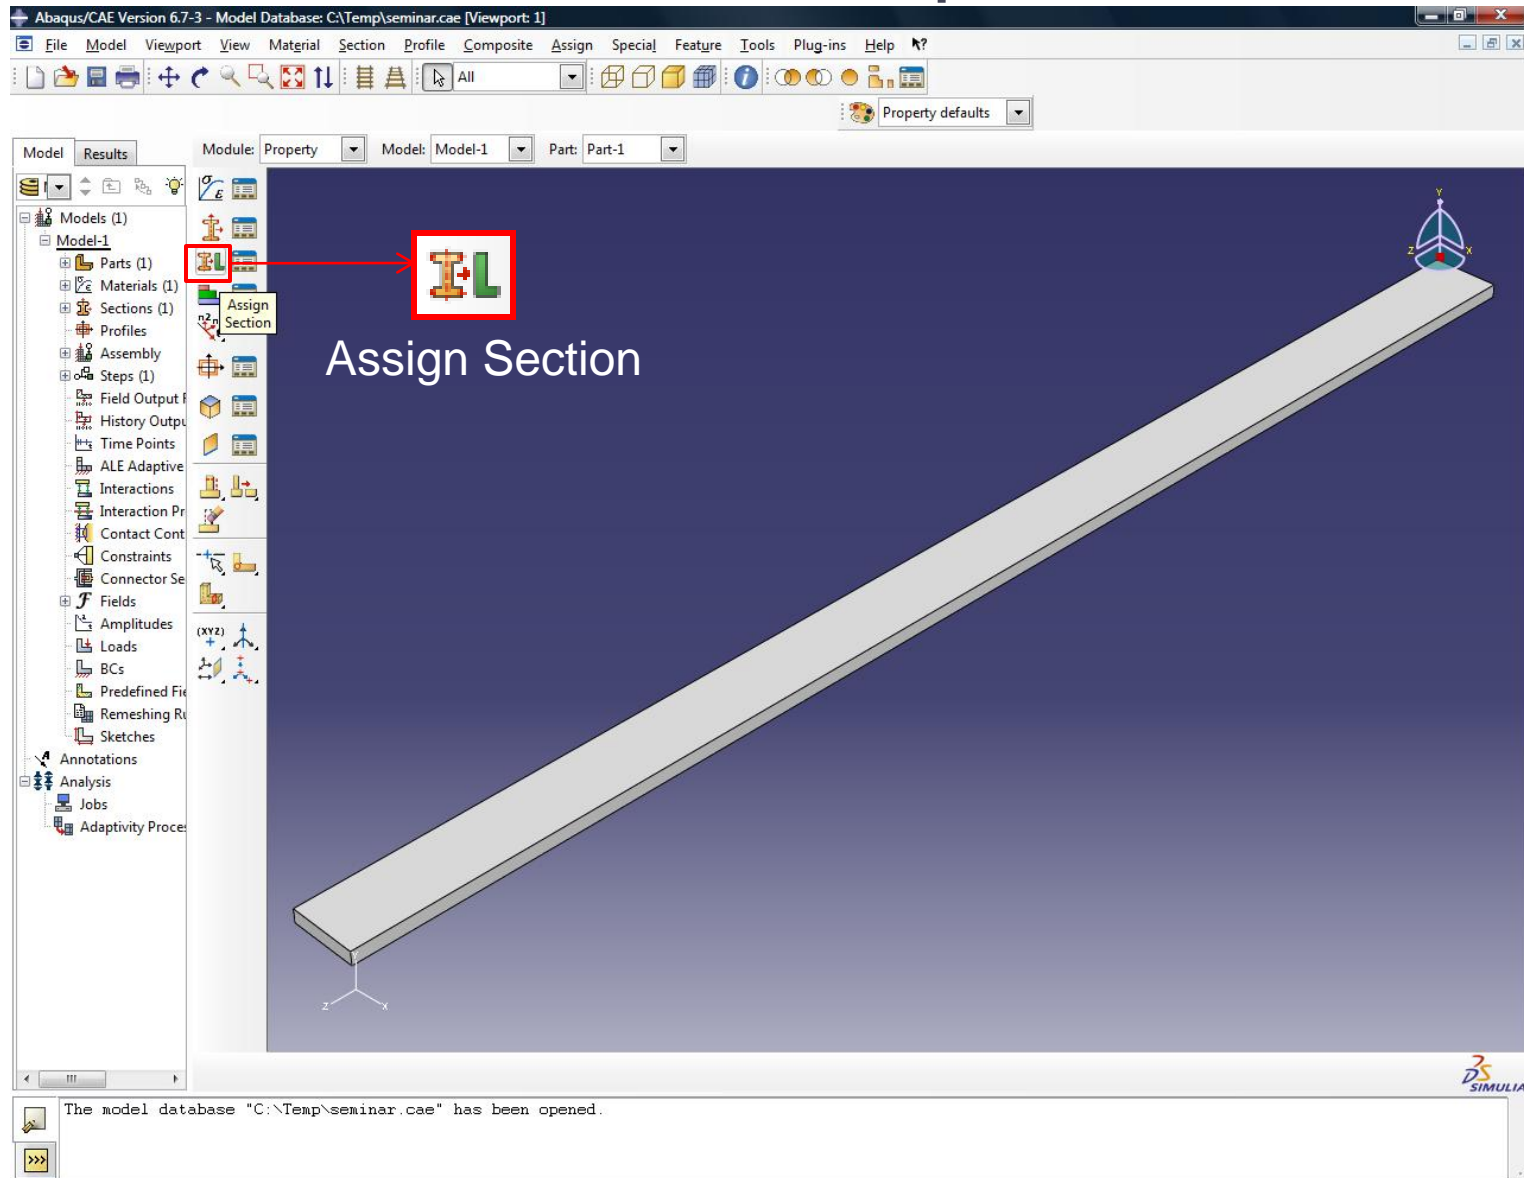 Abaqus/CAE Version 6.7-3 - Model Database: C:\Temp\seminar.cae [Viewport: 1]
File Model Viewport View Material Section Profile Composite Assign Special Feature Tools Plug-ins Help
All
Property defaults
Model Results
Module: Property Model: Model-1 Part: Part-1
Models (1)
Model-1
Parts (1)
Materials (1)
Sections (1)
Profiles
Assembly
Steps (1)
Field Output
History Outpu
Time Points
ALE Adaptive
Interactions
Interaction Pr
Contact Cont
Constraints
Connector Se
Fields
Amplitudes
Loads
BCs
Predefined Fie
Remeshing Ru
Sketches
Annotations
Analysis
Jobs
Adaptivity Proce
Assign
Section
(XYZ)
Assign Section
Y
Z X
Y
Z X
SIMULIA
The model database "C:\Temp\seminar.cae" has been opened.
>>>